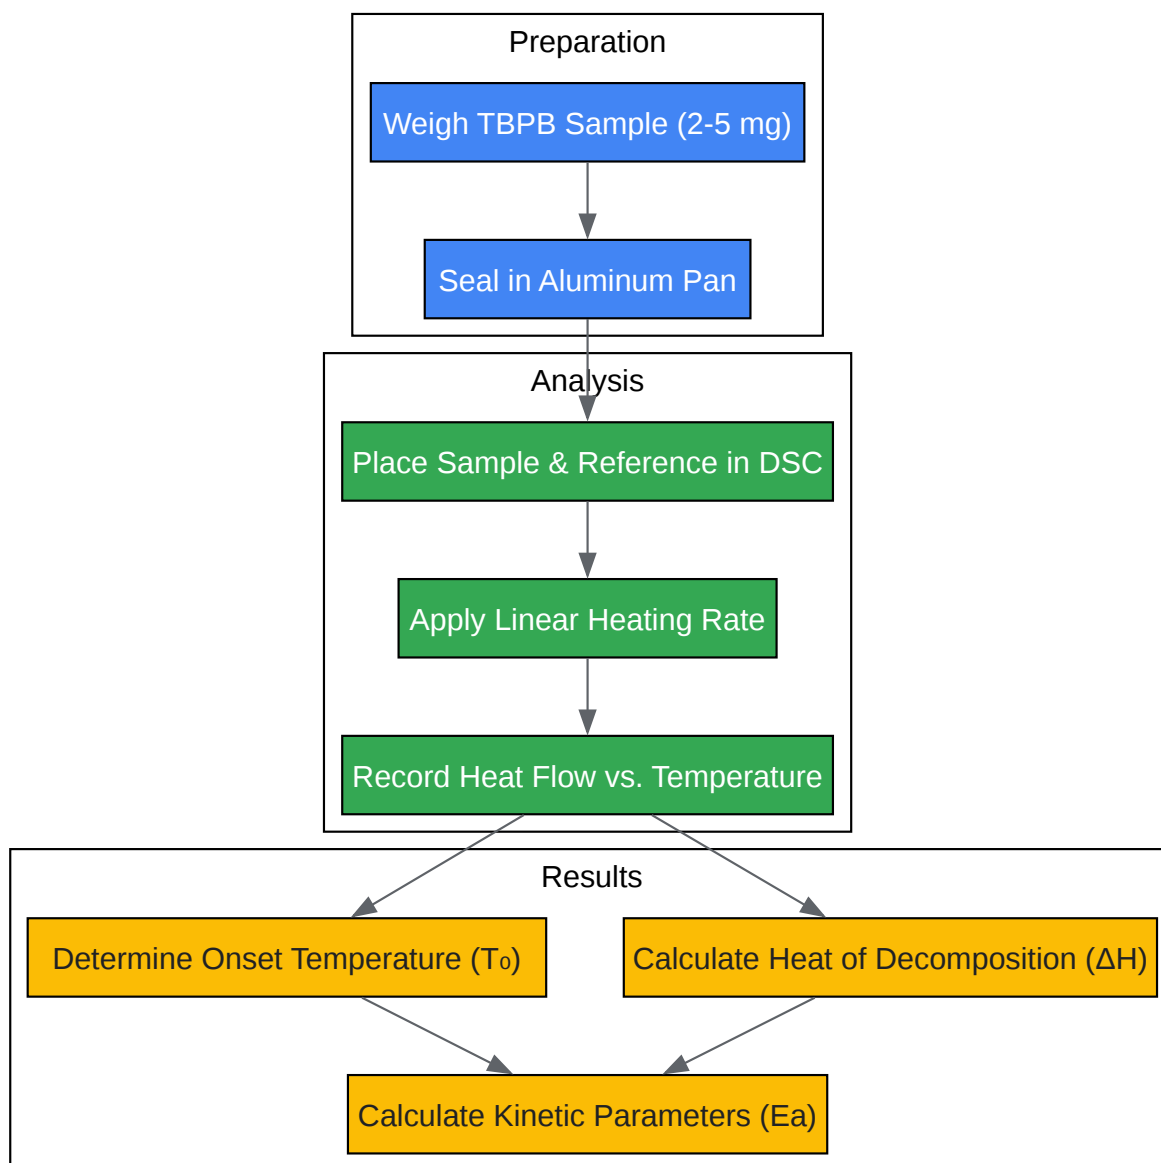 Preparation
Weigh TBPB Sample (2-5 mg)
Seal in Aluminum Pan
Analysis
Place Sample & Reference in DSC
Apply Linear Heating Rate
Record Heat Flow vs. Temperature
Results
Determine Onset Temperature (T₀)
Calculate Heat of Decomposition (ΔH)
Calculate Kinetic Parameters (Ea)